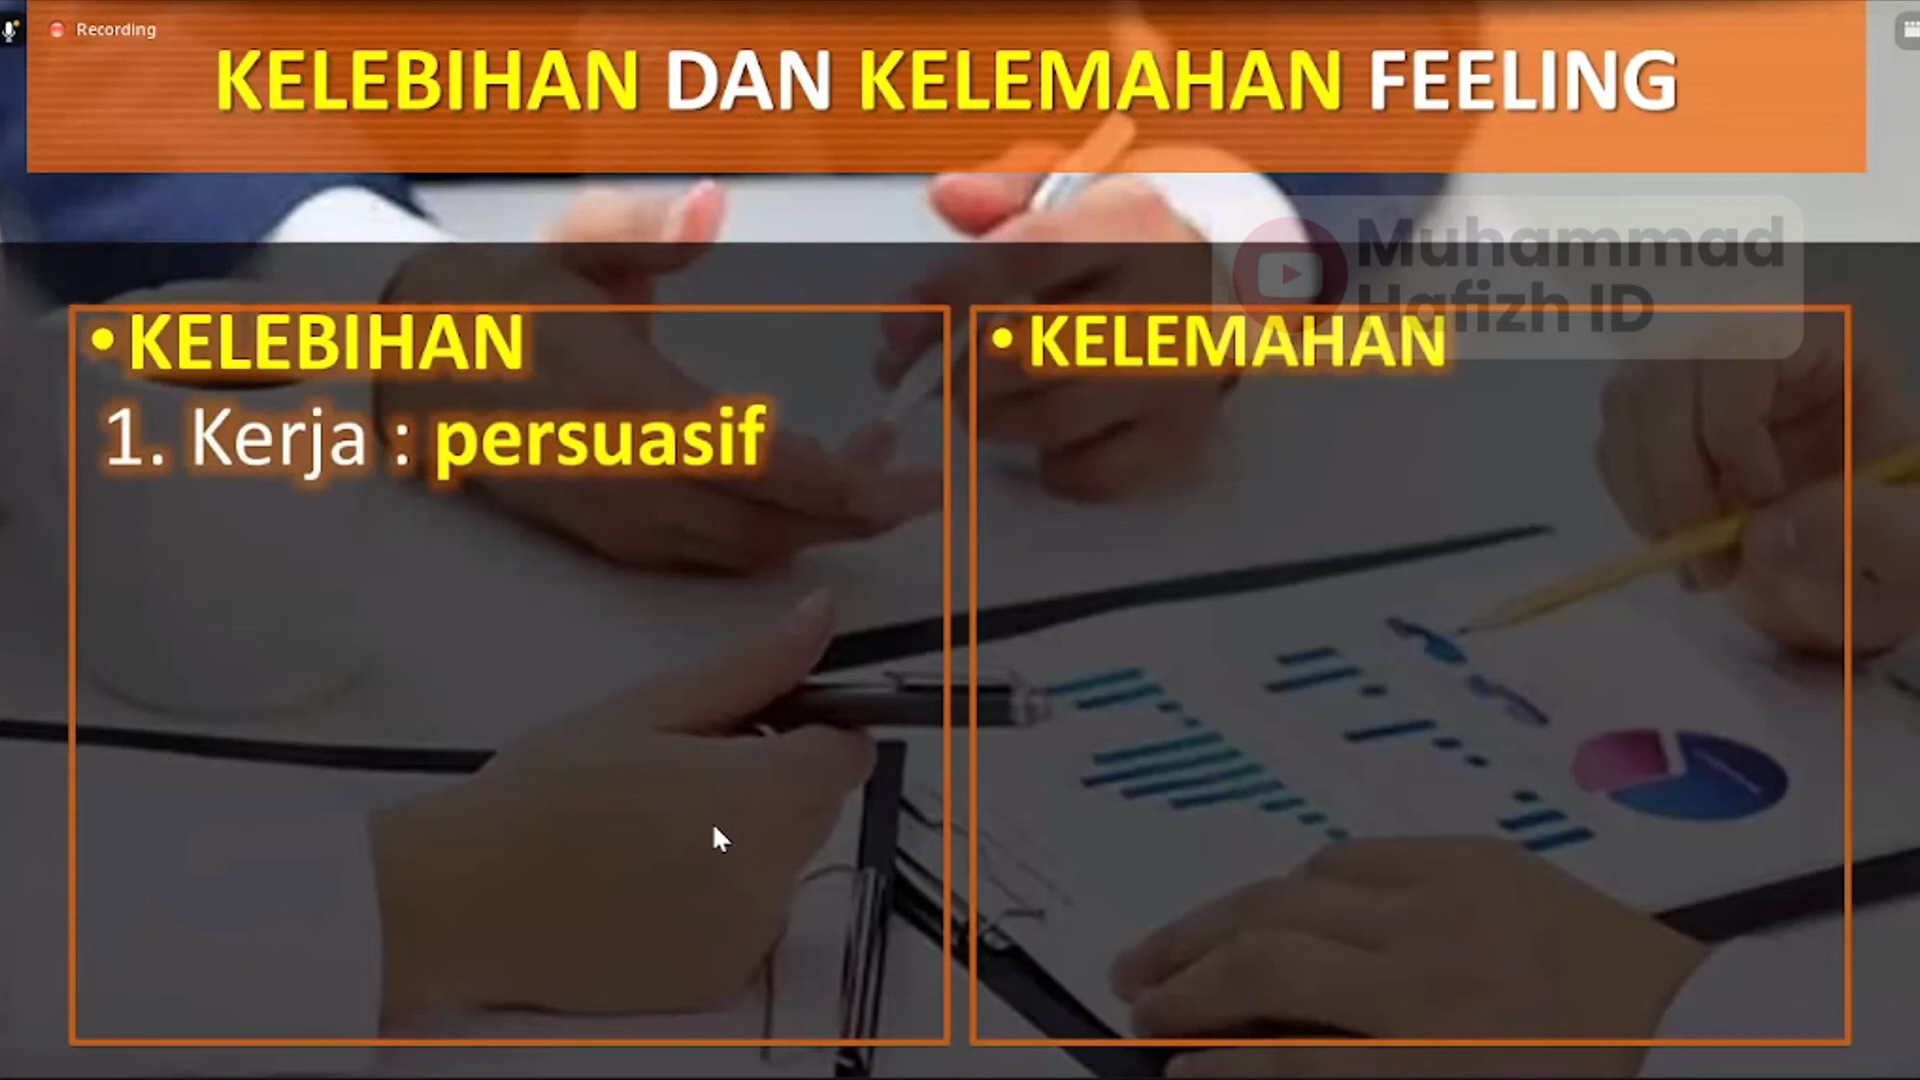 Recording
KELEBIHAN DAN KELEMAHAN FEELING
Muhammad
Hafizh ID
• KELEBIHAN
1. Kerja : persuasif
• KELEMAHAN